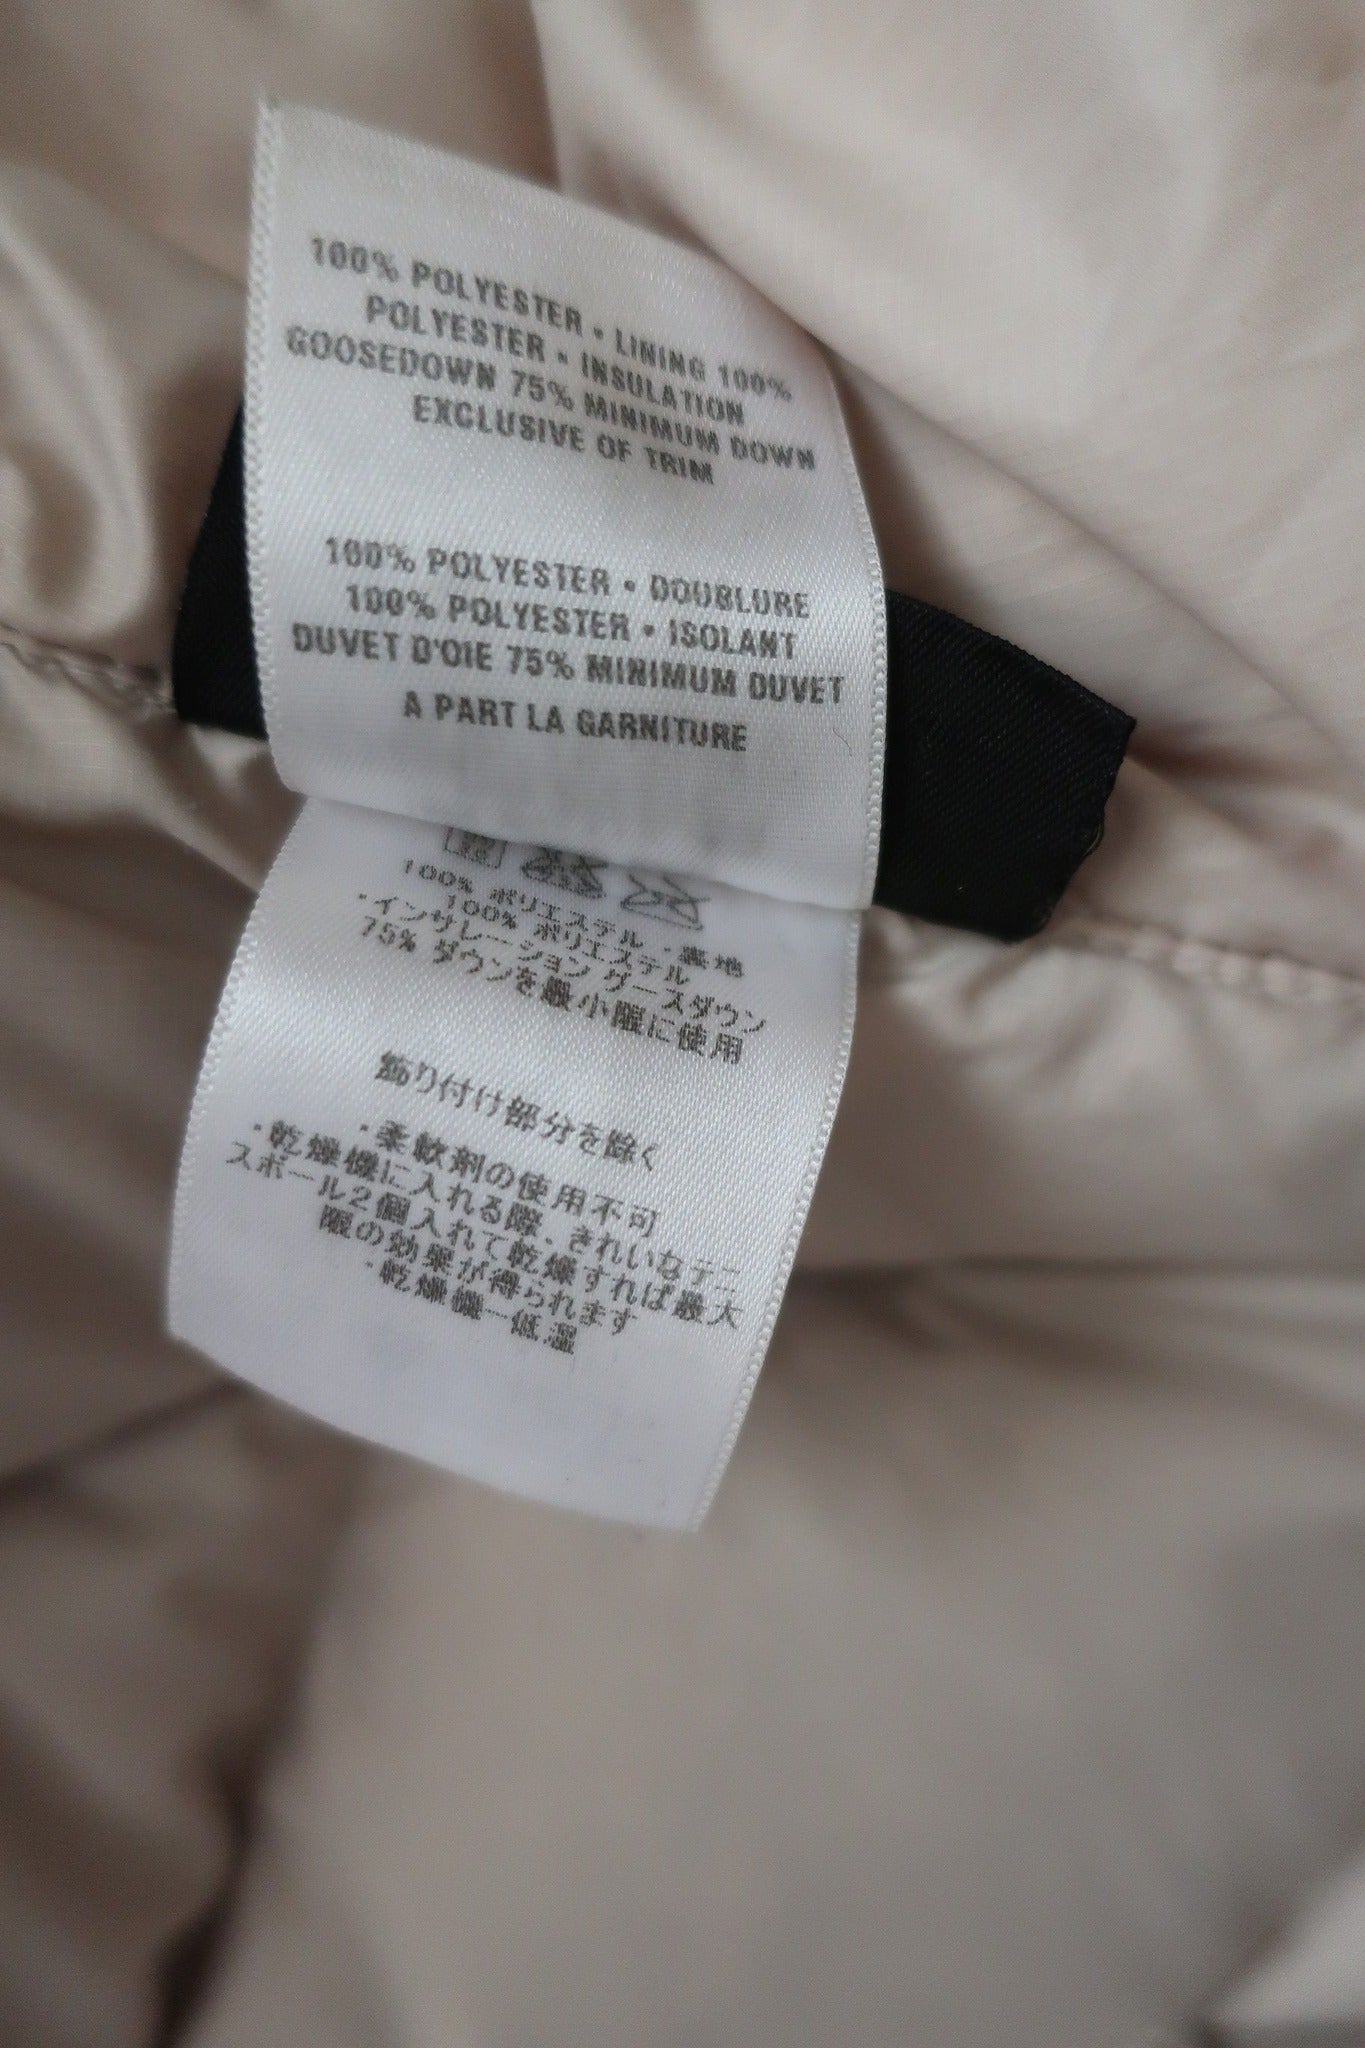 100% POLYESTER • LINING 100%
POLYESTER • INSULATION
GOOSEDOWN 75% MINIMUM DOWN
EXCLUSIVE OF TRIM
100% POLYESTER • DOUBLURE
100% POLYESTER • ISOLANT
DUVET D'OIE 75% MINIMUM DUVET
A PART LA GARNITURE
100% ポリエステル・裏地
100% ポリエステル
・インサレーション グースダウン
75% ダウンを最小限に使用
飾り付け部分を除く
・柔軟剤の使用不可
・乾燥機に入れる際、きれいなテニ
スボール2個入れて乾燥すれば最大
限の効果が得られます
・乾燥機一低温